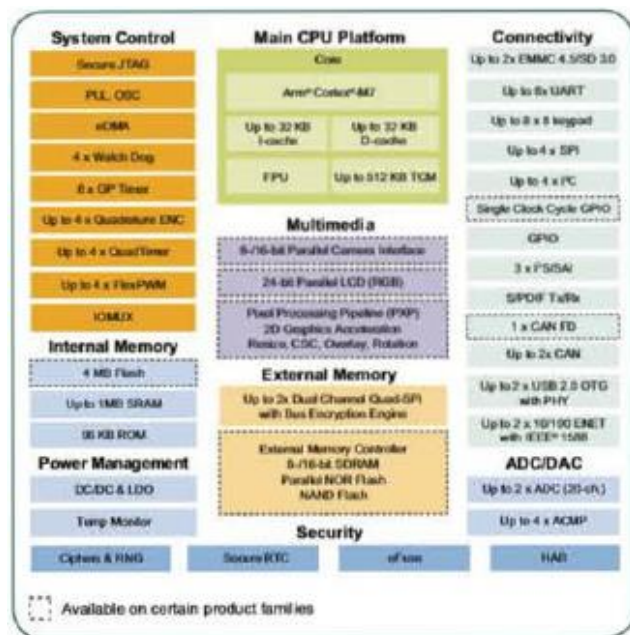 System Control
Secure JTAG
PLL, OSC
eDMA
4 x Watch Dog
6 x GP Timer
Up to 4 x Quadrature ENC
Up to 4 x QuadTimer
Up to 4 x FlexPWM
IOMUX
Internal Memory
4 MB Flash
Up to 1MB SRAM
96 KB ROM
Power Management
DC/DC & LDO
Temp Monitor
Main CPU Platform
Core
Arm® Cortex®-M7
Up to 32 KB
I-cache
Up to 32 KB
D-cache
FPU
Up to 512 KB TCM
Multimedia
8-/16-bit Parallel Camera Interface
24-bit Parallel LCD (RGB)
Pixel Processing Pipeline (PXP)
2D Graphics Acceleration
Resize, CSC, Overlay, Rotation
External Memory
Up to 2x Dual Channel Quad-SPI
with Bus Encryption Engine
External Memory Controller
8-/16-bit SDRAM
Parallel NOR Flash
NAND Flash
Connectivity
Up to 2x EMMC 4.5/SD 3.0
Up to 8x UART
Up to 8 x 8 keypad
Up to 4 x SPI
Up to 4 x I²C
Single Clock Cycle GPIO
GPIO
3 x I²S/SAI
S/PDIF Tx/Rx
1 x CAN FD
Up to 2x CAN
Up to 2 x USB 2.0 OTG
with PHY
Up to 2 x 10/100 ENET
with IEEE® 1588
ADC/DAC
Up to 2 x ADC (20-ch.)
Up to 4 x ACMP
Security
Ciphers & RNG
Secure RTC
eFuse
HAB
Available on certain product families